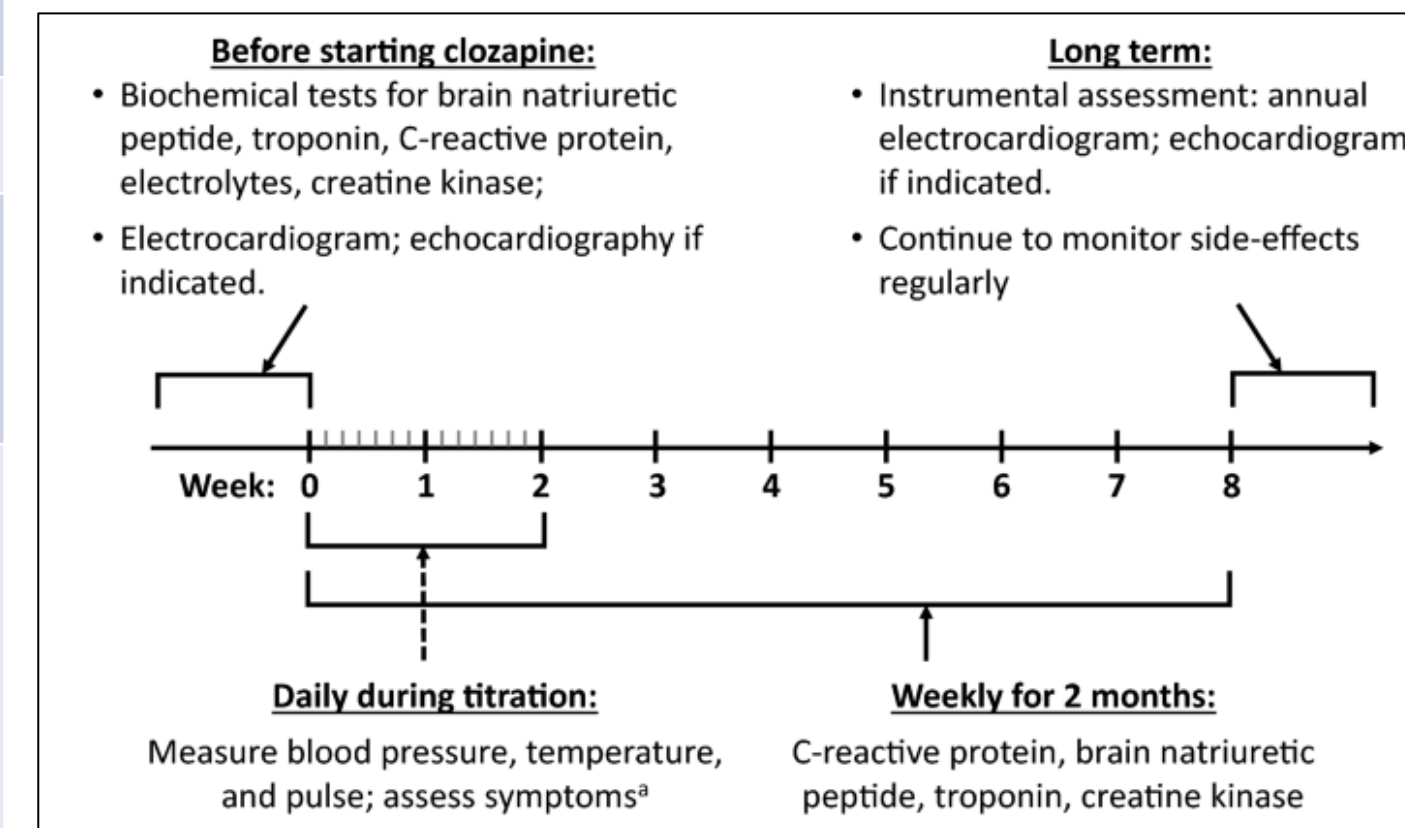 Before starting clozapine:
• Biochemical tests for brain natriuretic
peptide, troponin, C-reactive protein,
electrolytes, creatine kinase;
• Electrocardiogram; echocardiography if
indicated.
Long term:
• Instrumental assessment: annual
electrocardiogram; echocardiogram
if indicated.
• Continue to monitor side-effects
regularly
Week: 0 1 2 3 4 5 6 7 8
Daily during titration:
Measure blood pressure, temperature,
and pulse; assess symptomsᵃ
Weekly for 2 months:
C-reactive protein, brain natriuretic
peptide, troponin, creatine kinase